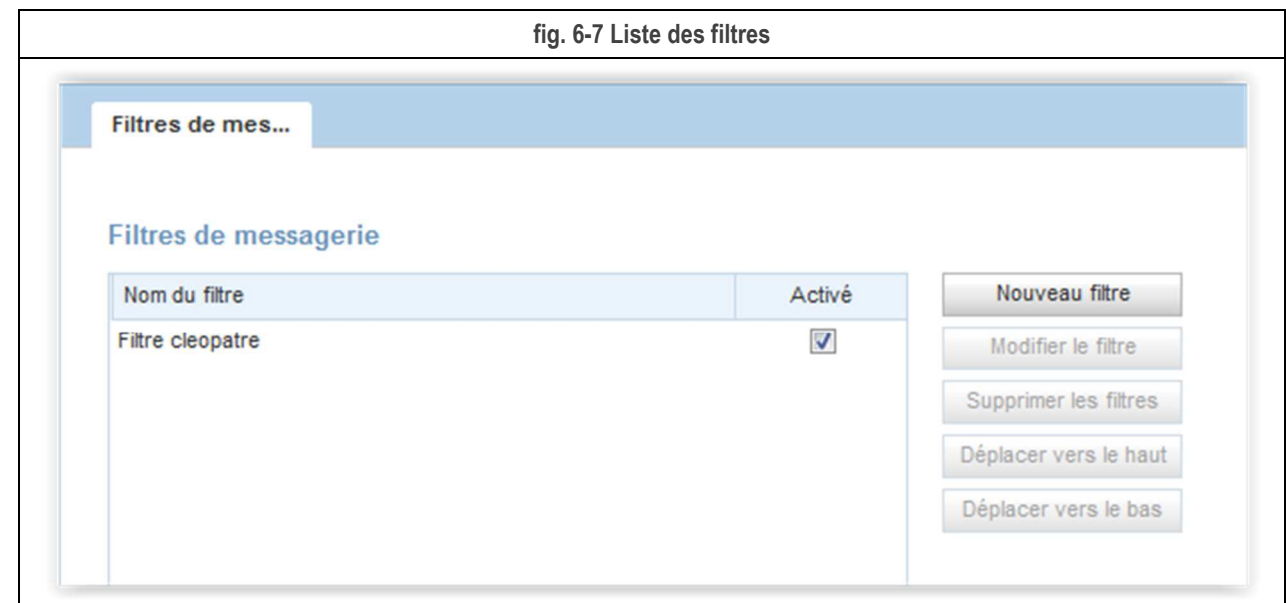 fig. 6-7 Liste des filtres
Filtres de mes...
Filtres de messagerie
Nom du filtre
Activé
Filtre cleopatre
Nouveau filtre
Modifier le filtre
Supprimer les filtres
Déplacer vers le haut
Déplacer vers le bas